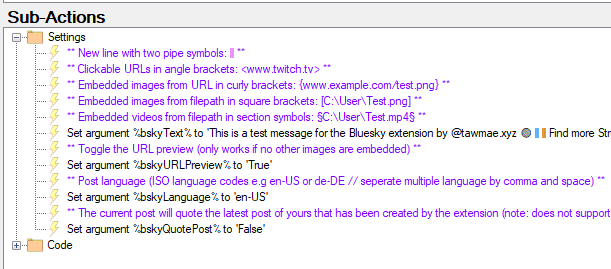 Sub-Actions
Settings
** New line with two pipe symbols: || **
** Clickable URLs in angle brackets: <www.twitch.tv> **
** Embedded images from URL in curly brackets: {www.example.com/test.png} **
** Embedded images from filepath in square brackets: [C:\User\Test.png] **
** Embedded videos from filepath in section symbols: §C:\User\Test.mp4§ **
Set argument %bskyText% to 'This is a test message for the Bluesky extension by @tawmae.xyz Find more Str
** Toggle the URL preview (only works if no other images are embedded) **
Set argument %bskyURLPreview% to 'True'
** Post language (ISO language codes e.g en-US or de-DE // seperate multiple language by comma and space) **
Set argument %bskyLanguage% to 'en-US'
** The current post will quote the latest post of yours that has been created by the extension (note: does not support
Set argument %bskyQuotePost% to 'False'
Code